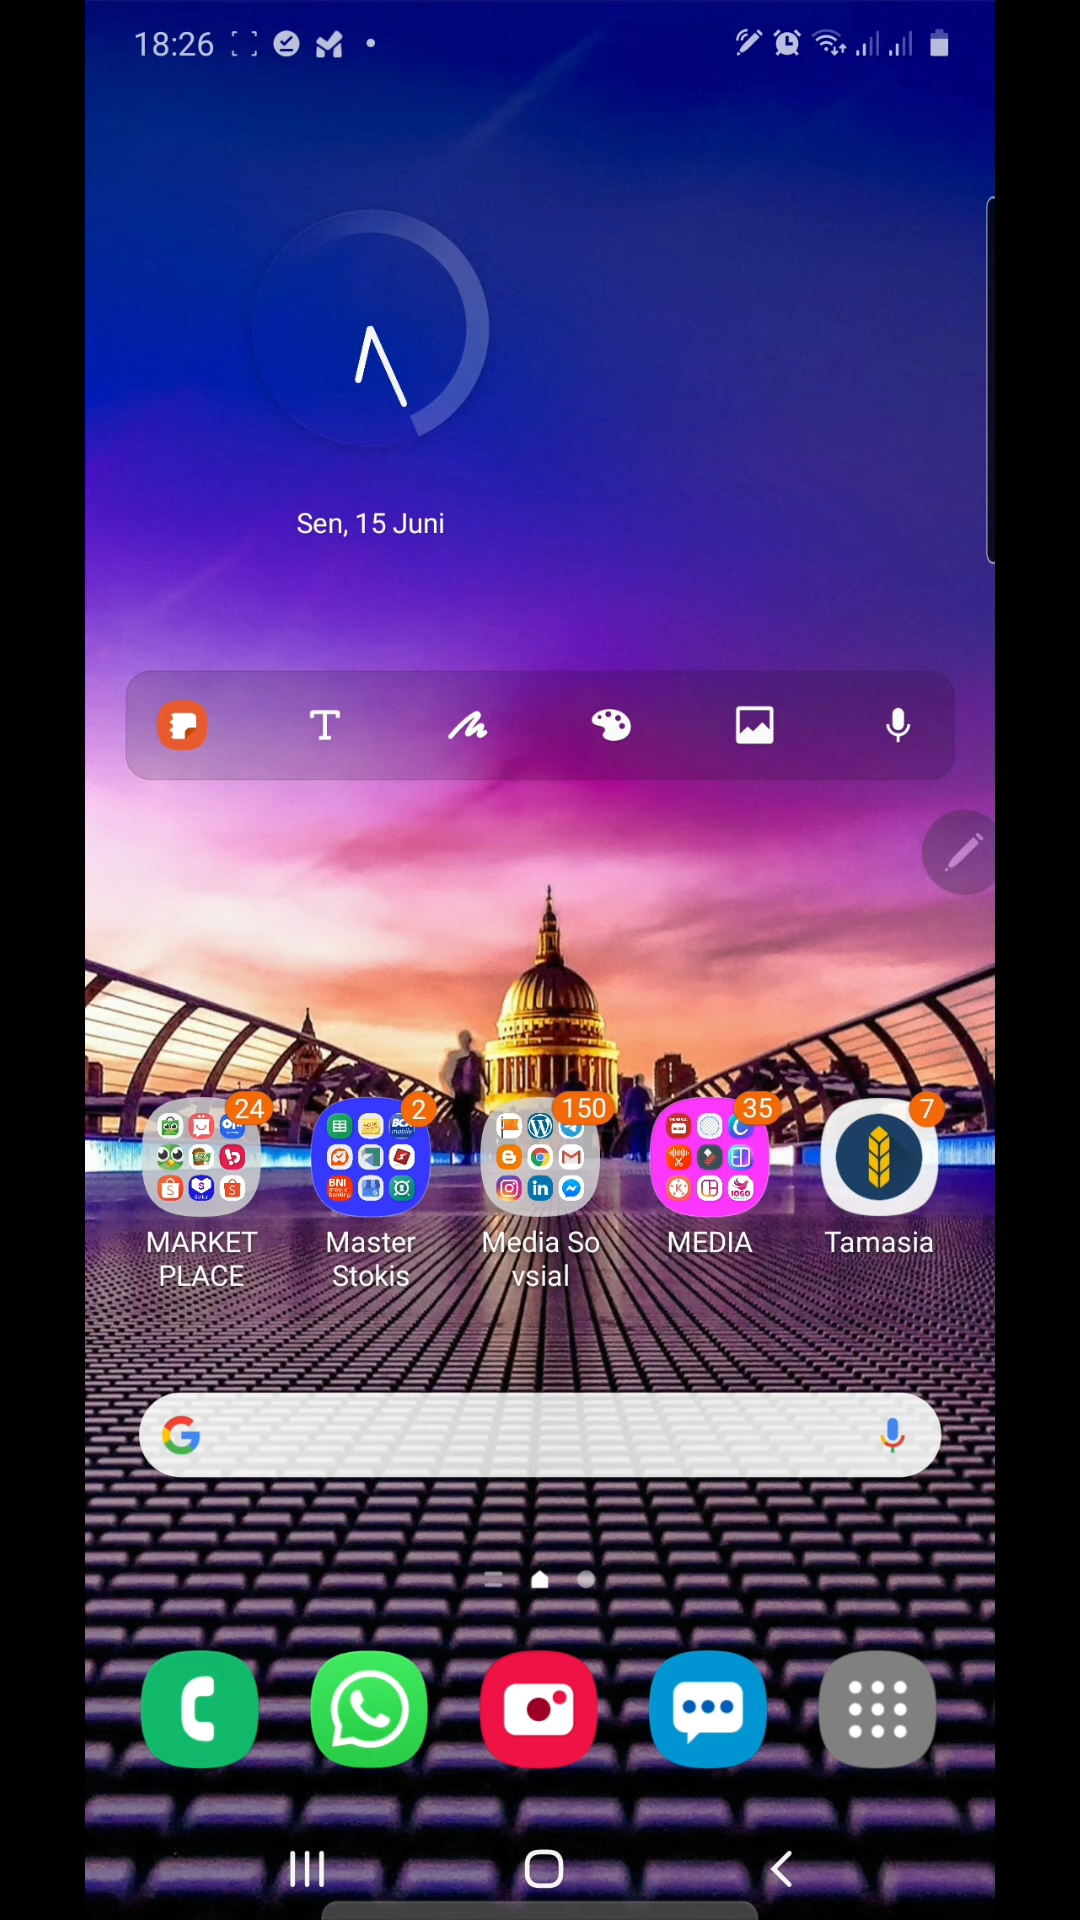 18:26
Sen, 15 Juni
T
24
2
150
35
7
MARKET
PLACE
Master
Stokis
Media So
vsial
MEDIA
Tamasia
G